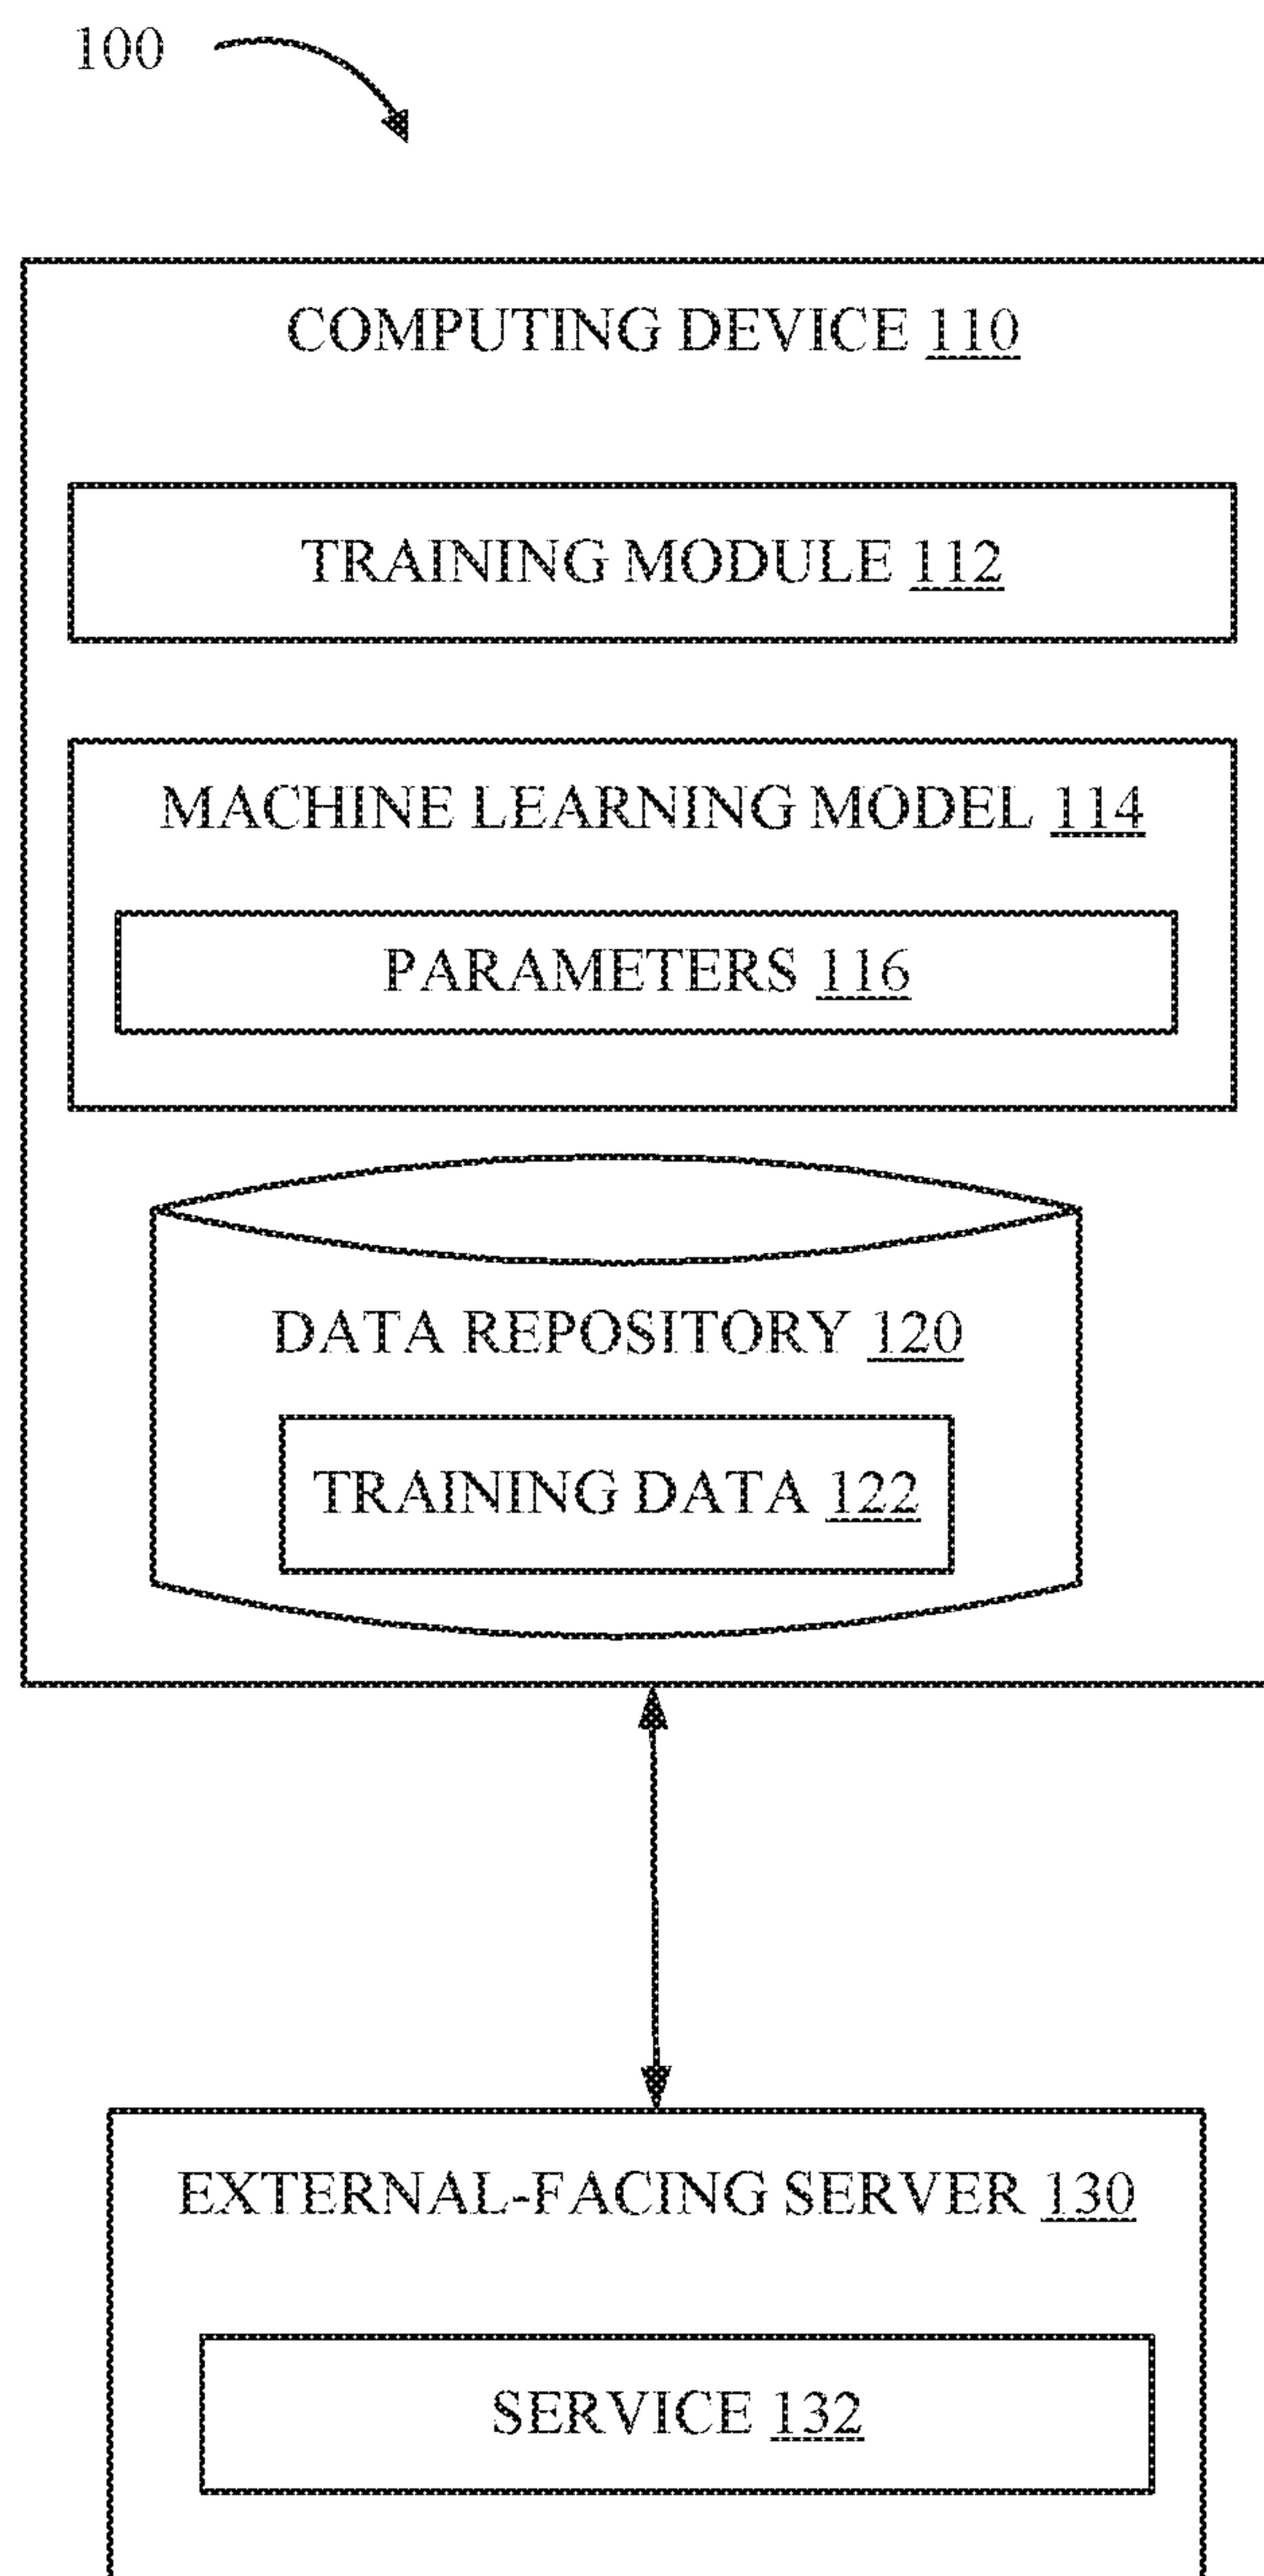 100
COMPUTING DEVICE 110
TRAINING MODULE 112
MACHINE LEARNING MODEL 114
PARAMETERS 116
DATA REPOSITORY 120
TRAINING DATA 122
EXTERNAL-FACING SERVER 130
SERVICE 132